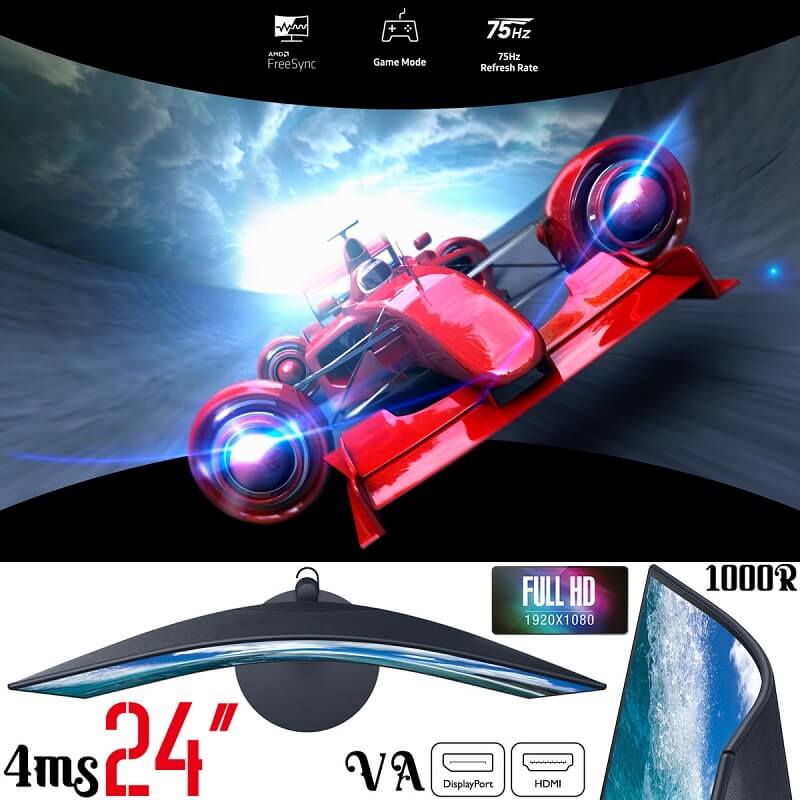 75Hz
AMD
FreeSync
Game Mode
75Hz
Refresh Rate
FULL HD
1920X1080
1000R
4ms
24″
VA
DisplayPort
HDMI